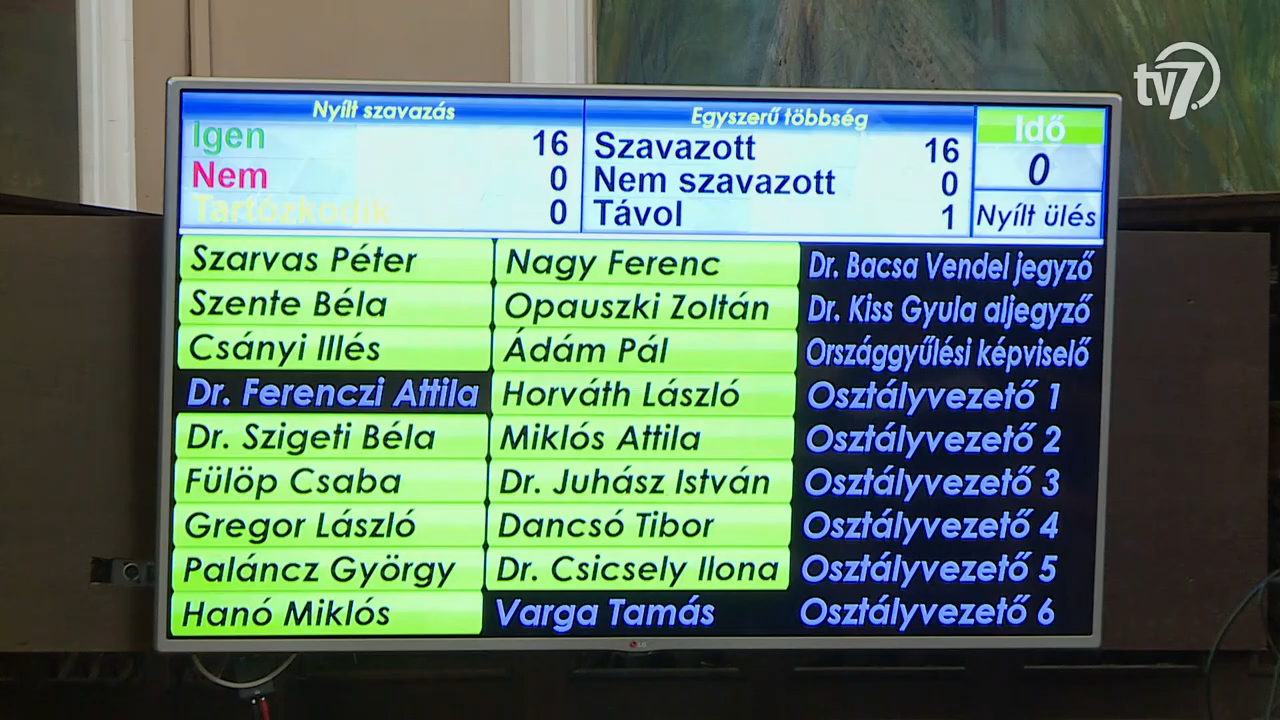 tv7.
Nyílt szavazás
Igen 16
Nem 0
Tartózkodik 0
Egyszerű többség
Szavazott 16
Nem szavazott 0
Távol 1
Idő
0
Nyílt ülés
Szarvas Péter
Szente Béla
Csányi Illés
Dr. Ferenczi Attila
Dr. Szigeti Béla
Fülöp Csaba
Gregor László
Paláncz György
Hanó Miklós
Nagy Ferenc
Opauszki Zoltán
Ádám Pál
Horváth László
Miklós Attila
Dr. Juhász István
Dancsó Tibor
Dr. Csicsely Ilona
Varga Tamás
Dr. Bacsa Vendel jegyző
Dr. Kiss Gyula aljegyző
Országgyűlési képviselő
Osztályvezető 1
Osztályvezető 2
Osztályvezető 3
Osztályvezető 4
Osztályvezető 5
Osztályvezető 6
LG